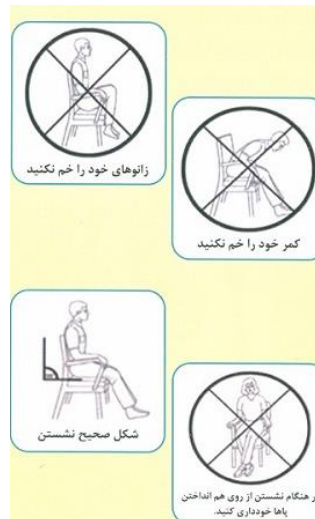 زانوهای خود را خم نکنید
کمر خود را خم نکنید
شکل صحیح نشستن
ر هنگام نشستن از روی هم انداختن
پاها خودداری کنید.